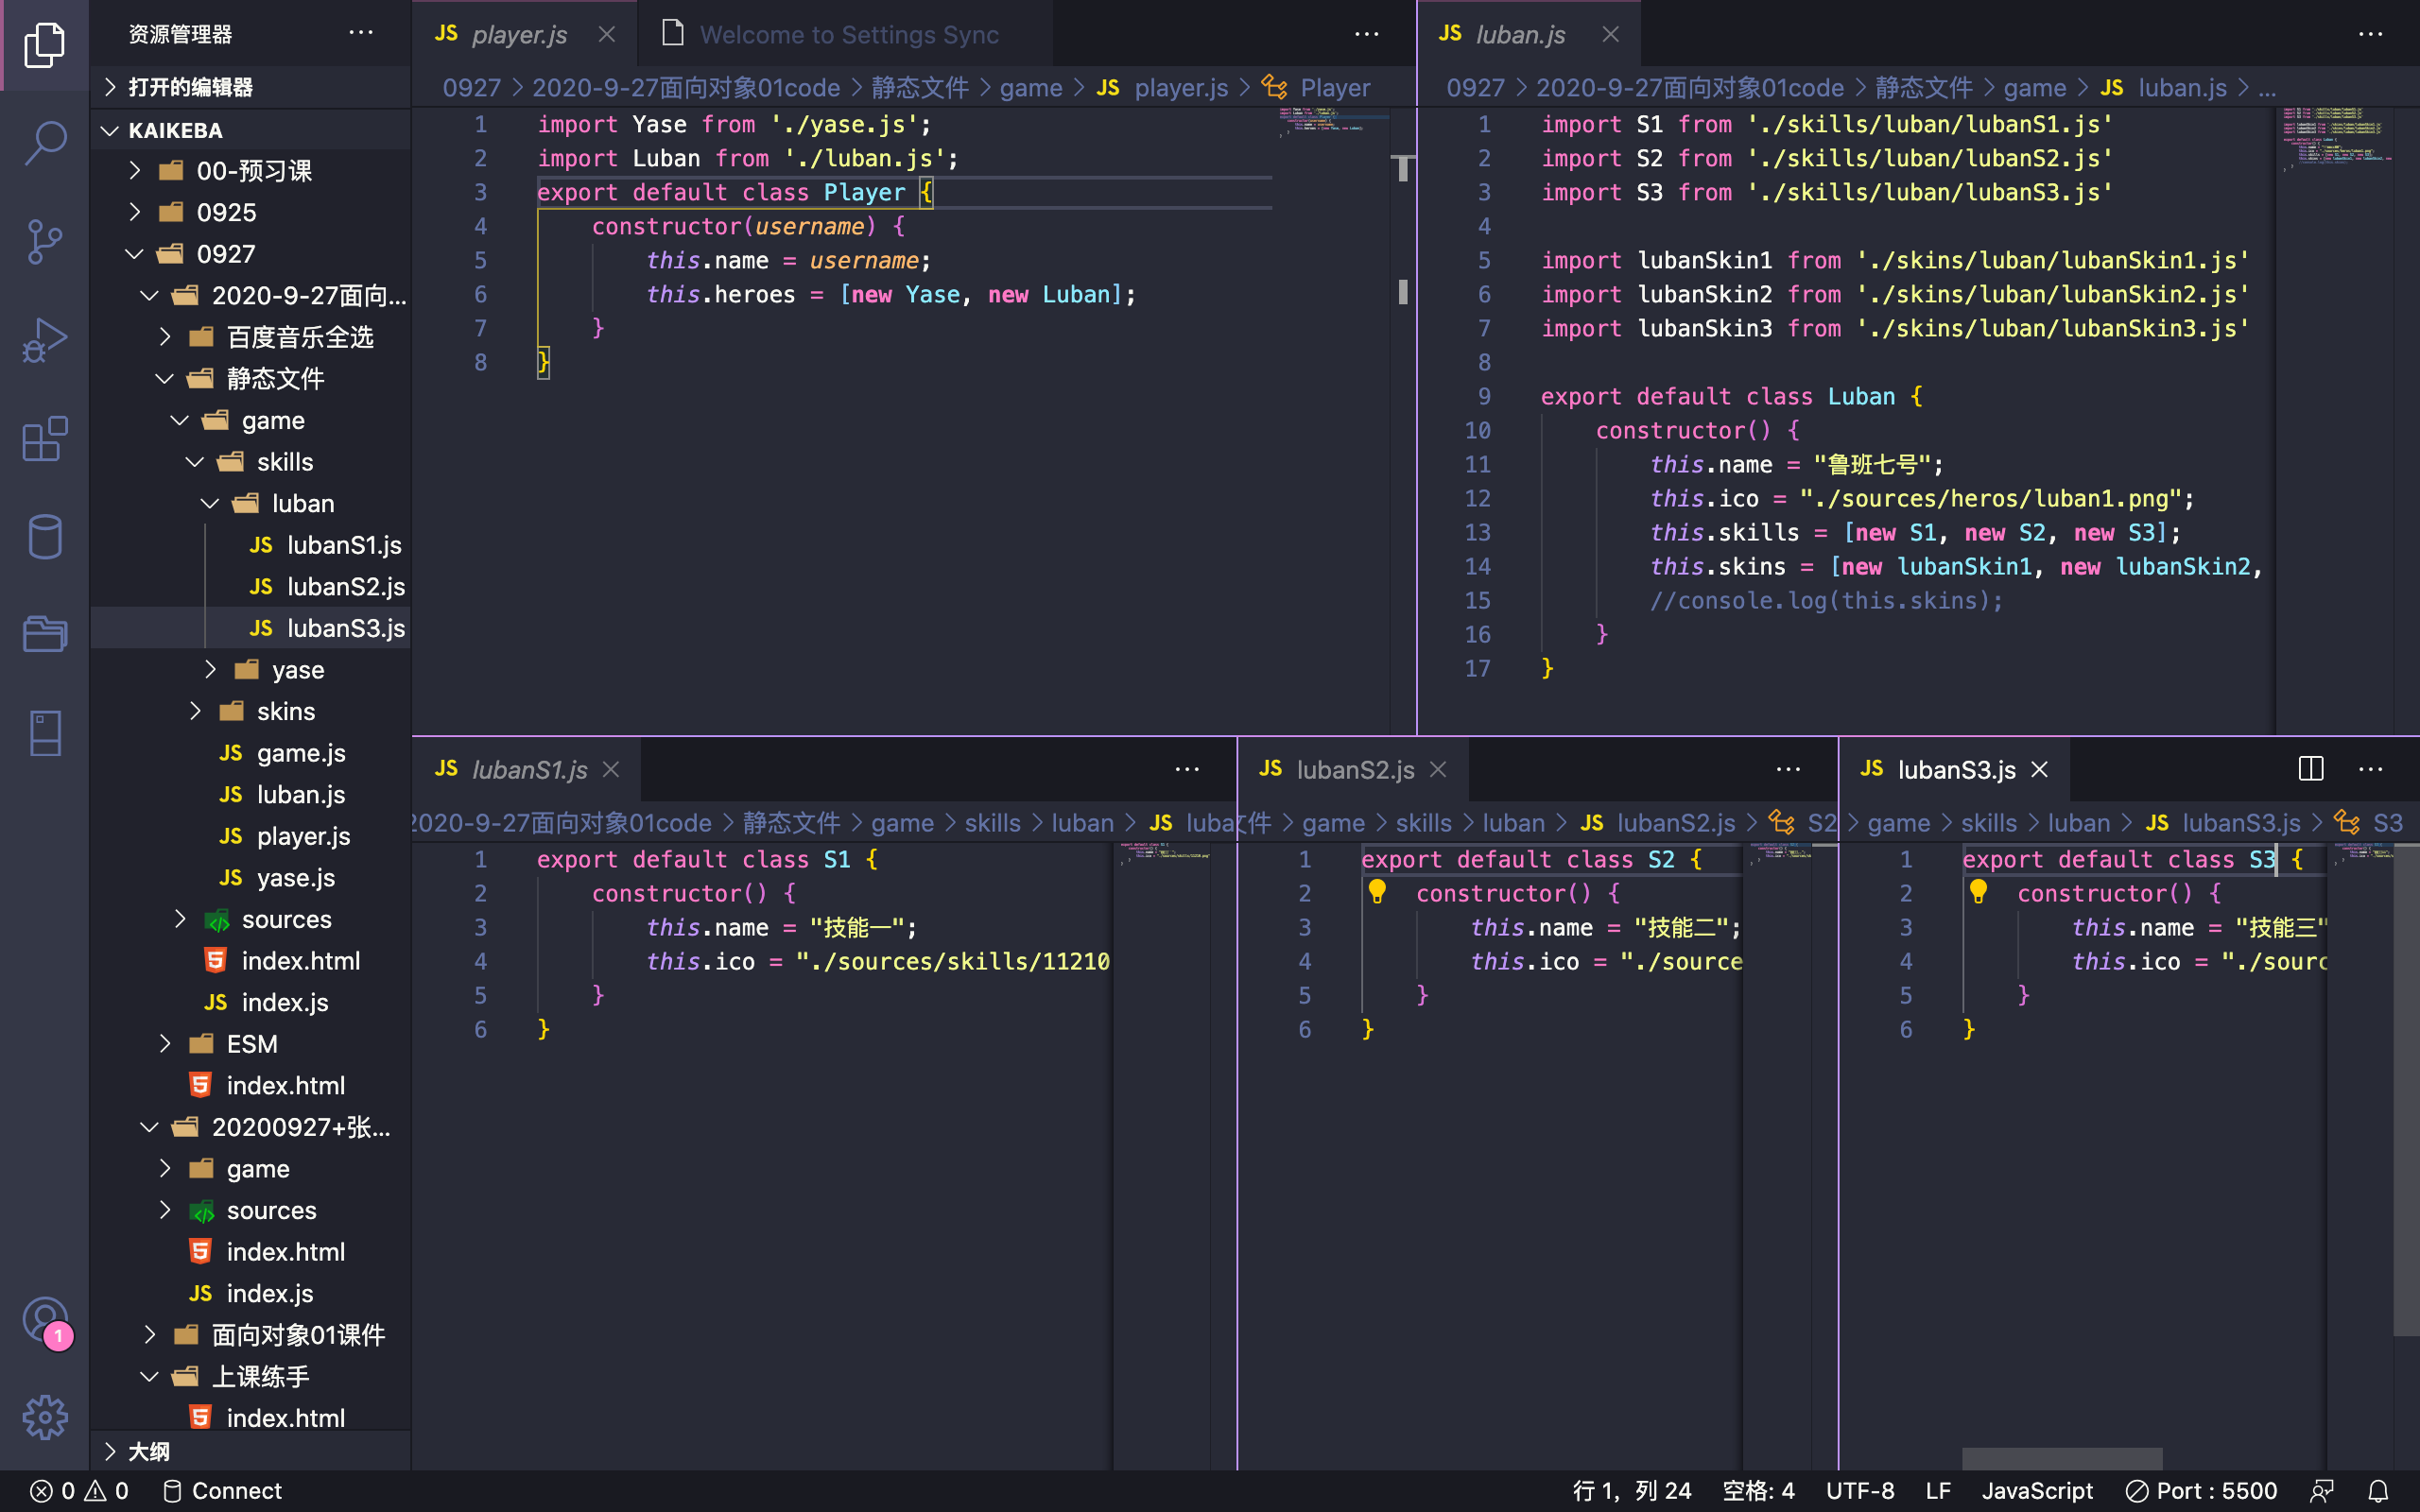 资源管理器
打开的编辑器
KAIKEBA
00-预习课
0925
0927
2020-9-27面向...
百度音乐全选
静态文件
game
skills
luban
JS lubanS1.js
JS lubanS2.js
JS lubanS3.js
yase
skins
JS game.js
JS luban.js
JS player.js
JS yase.js
sources
index.html
JS index.js
ESM
index.html
20200927+张...
game
sources
index.html
JS index.js
面向对象01课件
上课练手
index.html
大纲
1
JS player.js
Welcome to Settings Sync
0927 > 2020-9-27面向对象01code > 静态文件 > game > JS player.js > Player
1 import Yase from './yase.js';
2 import Luban from './luban.js';
3 export default class Player {
4 constructor(username) {
5 this.name = username;
6 this.heroes = [new Yase, new Luban];
7 }
8 }
JS luban.js
0927 > 2020-9-27面向对象01code > 静态文件 > game > JS luban.js > ...
1 import S1 from './skills/luban/lubanS1.js'
2 import S2 from './skills/luban/lubanS2.js'
3 import S3 from './skills/luban/lubanS3.js'
4
5 import lubanSkin1 from './skins/luban/lubanSkin1.js'
6 import lubanSkin2 from './skins/luban/lubanSkin2.js'
7 import lubanSkin3 from './skins/luban/lubanSkin3.js'
8
9 export default class Luban {
10 constructor() {
11 this.name = "鲁班七号";
12 this.ico = "./sources/heros/luban1.png";
13 this.skills = [new S1, new S2, new S3];
14 this.skins = [new lubanSkin1, new lubanSkin2,
15 //console.log(this.skins);
16 }
17 }
JS lubanS1.js
2020-9-27面向对象01code > 静态文件 > game > skills > luban > JS luba
1 export default class S1 {
2 constructor() {
3 this.name = "技能一";
4 this.ico = "./sources/skills/11210
5 }
6 }
JS lubanS2.js
文件 > game > skills > luban > JS lubanS2.js > S2
1 export default class S2 {
2 constructor() {
3 this.name = "技能二";
4 this.ico = "./source
5 }
6 }
JS lubanS3.js
> game > skills > luban > JS lubanS3.js > S3
1 export default class S3 {
2 constructor() {
3 this.name = "技能三"
4 this.ico = "./sourc
5 }
6 }
0 0 Connect
行 1, 列 24 空格: 4 UTF-8 LF JavaScript Port : 5500